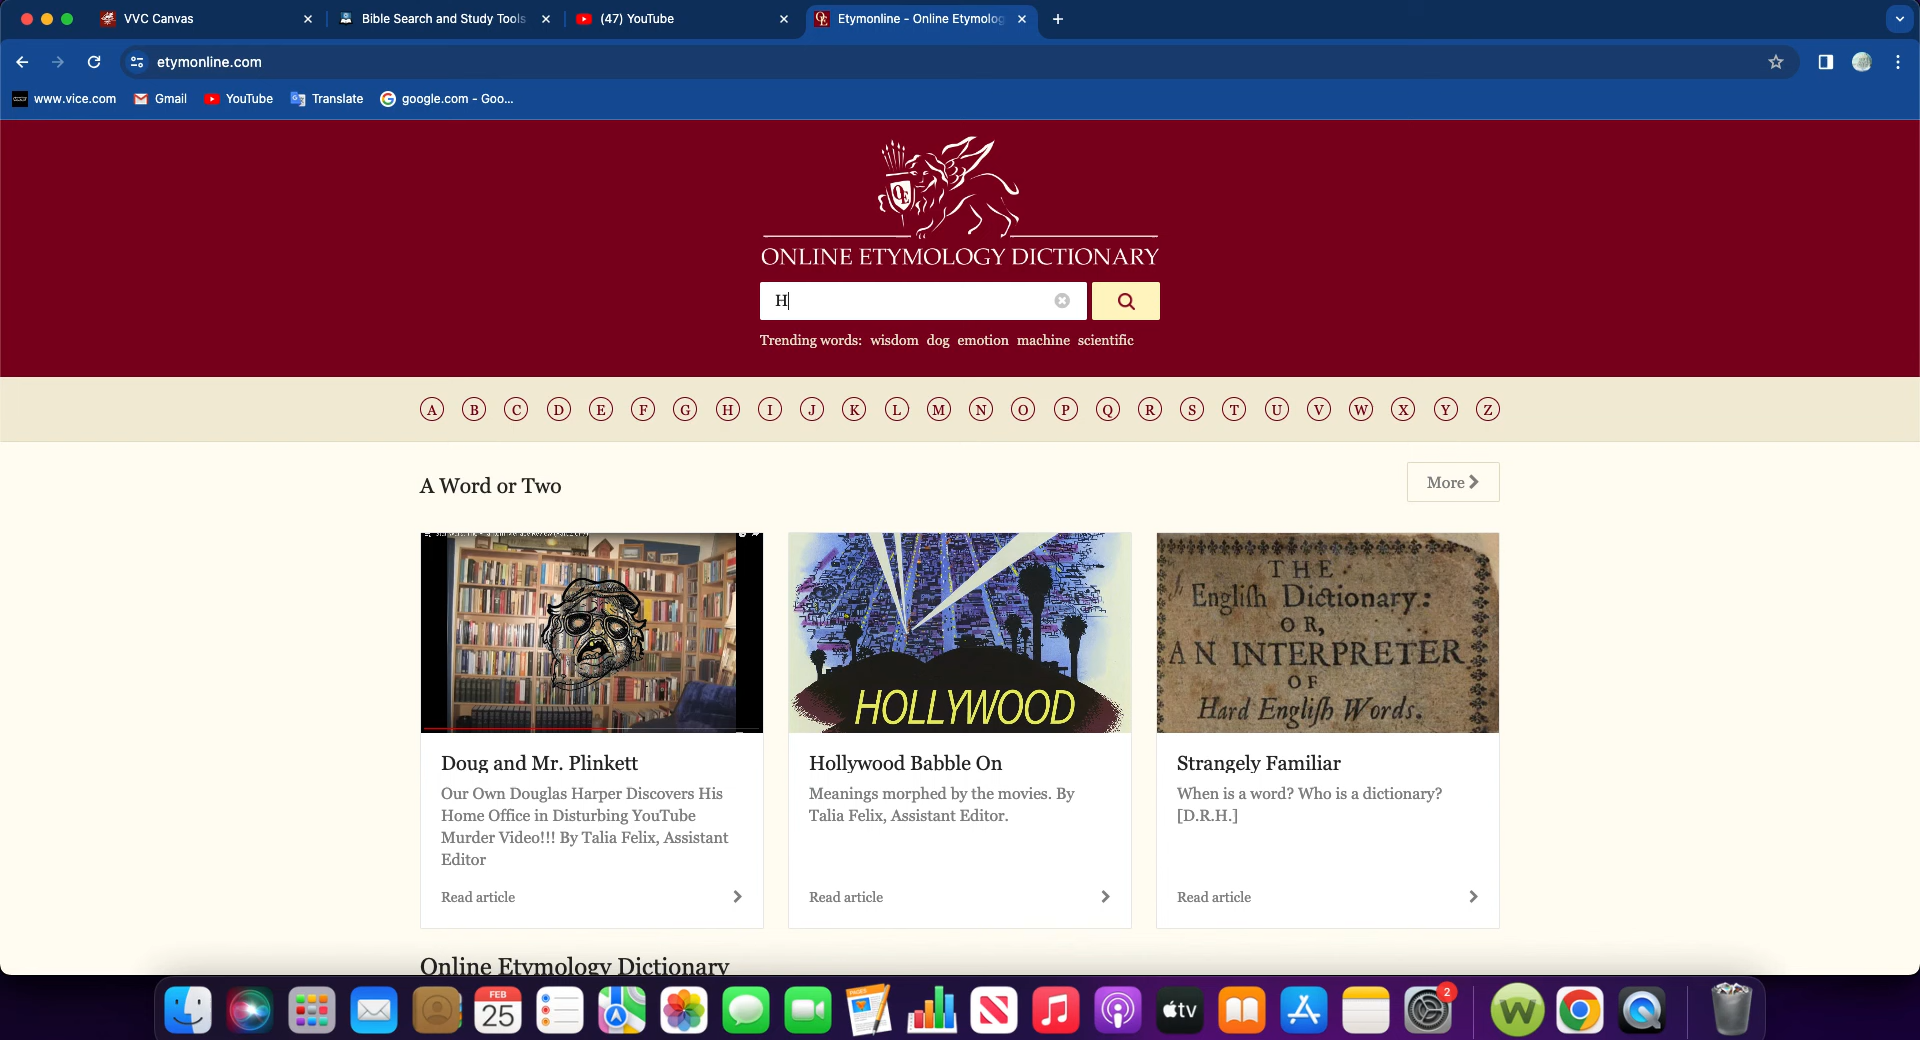 VVC Canvas
Bible Search and Study Tools
(47) YouTube
Etymonline - Online Etymolog
etymonline.com
www.vice.com
Gmail
YouTube
Translate
google.com - Goo...
OE
ONLINE ETYMOLOGY DICTIONARY
H
Trending words: wisdom dog emotion machine scientific
A B C D E F G H I J K L M N O P Q R S T U V W X Y Z
A Word or Two
More
HOLLYWOOD
THE
Engliſh Dictionary:
OR,
AN INTERPRETER
OF
Hard Engliſh Words.
Doug and Mr. Plinkett
Our Own Douglas Harper Discovers His
Home Office in Disturbing YouTube
Murder Video!!! By Talia Felix, Assistant
Editor
Read article
Hollywood Babble On
Meanings morphed by the movies. By
Talia Felix, Assistant Editor.
Read article
Strangely Familiar
When is a word? Who is a dictionary?
[D.R.H.]
Read article
Online Etymology Dictionary
FEB
25
tv
2
W